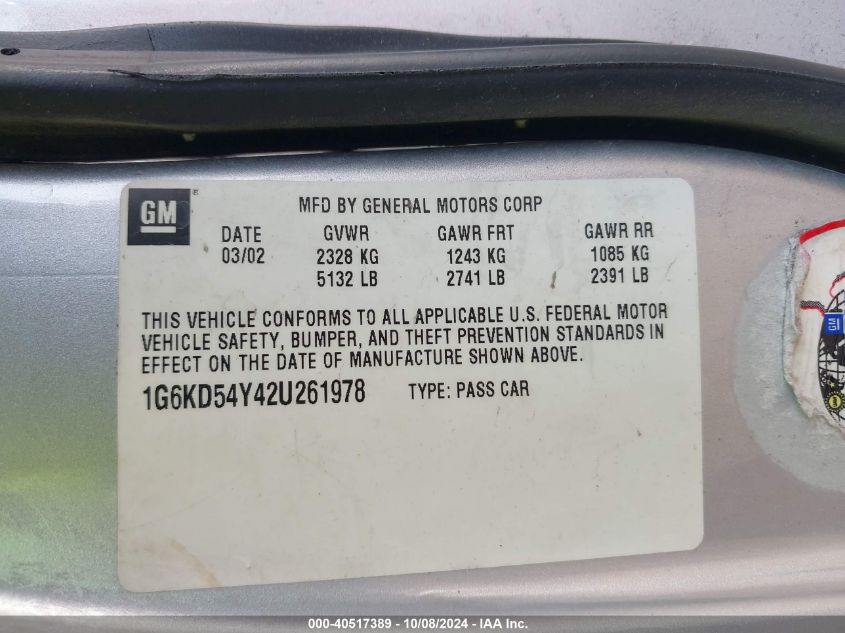 GM
MFD BY GENERAL MOTORS CORP
DATE GVWR GAWR FRT GAWR RR
03/02 2328 KG 1243 KG 1085 KG
5132 LB 2741 LB 2391 LB
THIS VEHICLE CONFORMS TO ALL APPLICABLE U.S. FEDERAL MOTOR
VEHICLE SAFETY, BUMPER, AND THEFT PREVENTION STANDARDS IN
EFFECT ON THE DATE OF MANUFACTURE SHOWN ABOVE.
1G6KD54Y42U261978 TYPE: PASS CAR
GM
000-40517389 - 10/08/2024 - IAA Inc.